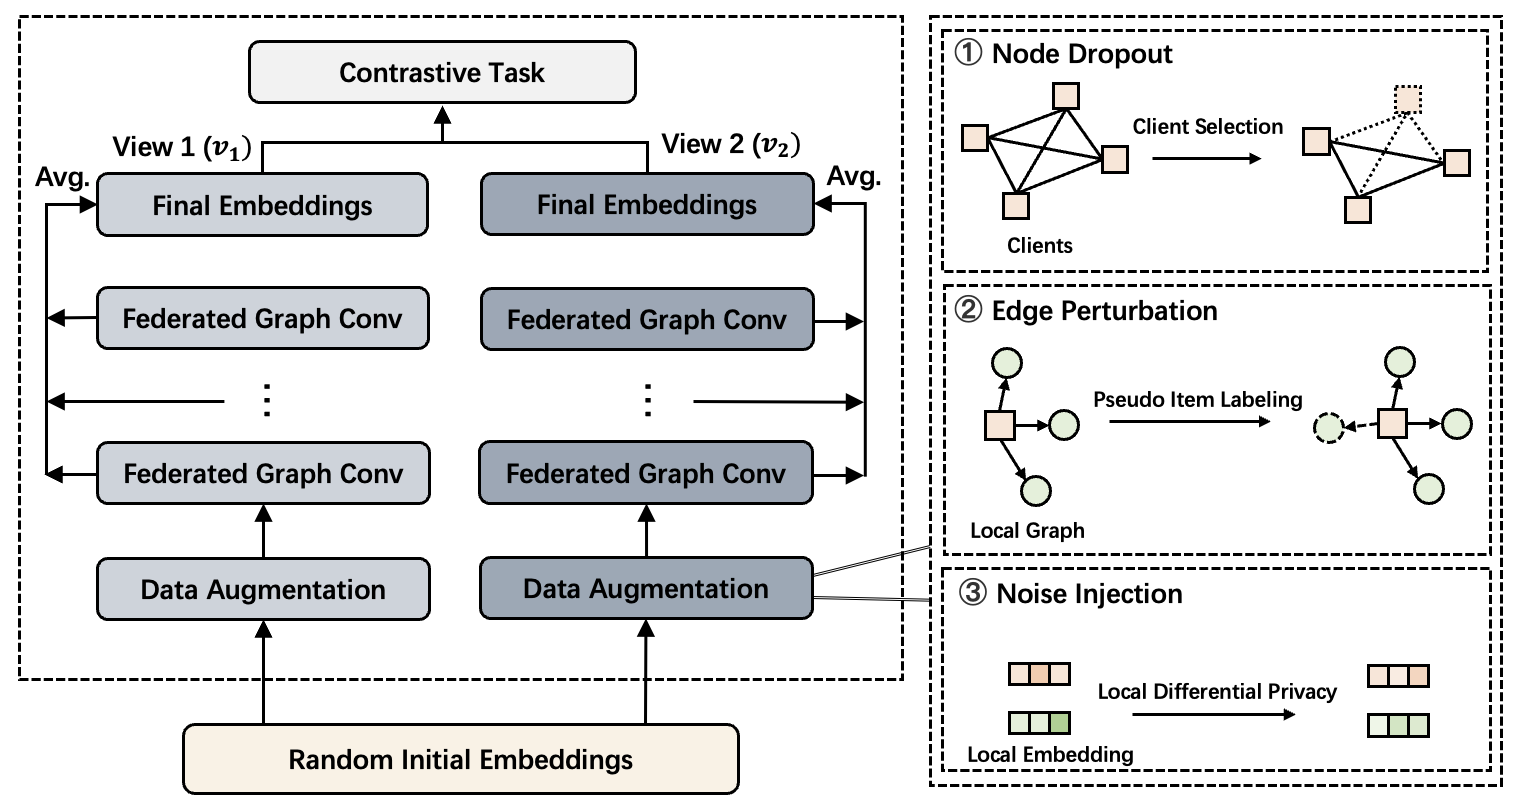 Contrastive Task
View 1 (v₁)
View 2 (v₂)
Avg.
Avg.
Final Embeddings
Final Embeddings
Federated Graph Conv
Federated Graph Conv
⋮
⋮
Federated Graph Conv
Federated Graph Conv
Data Augmentation
Data Augmentation
Random Initial Embeddings
① Node Dropout
Client Selection
Clients
② Edge Perturbation
Pseudo Item Labeling
Local Graph
③ Noise Injection
Local Differential Privacy
Local Embedding